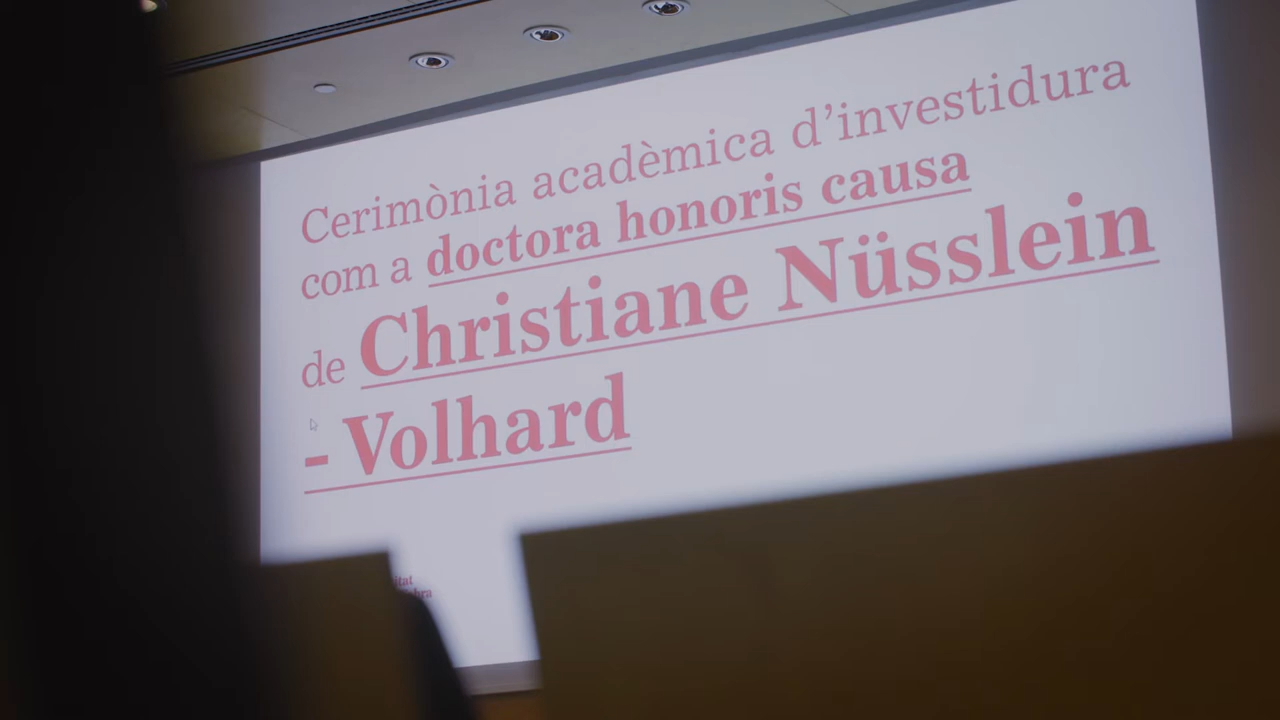 Cerimònia acadèmica d’investidura
com a doctora honoris causa
de Christiane Nüsslein
- Volhard